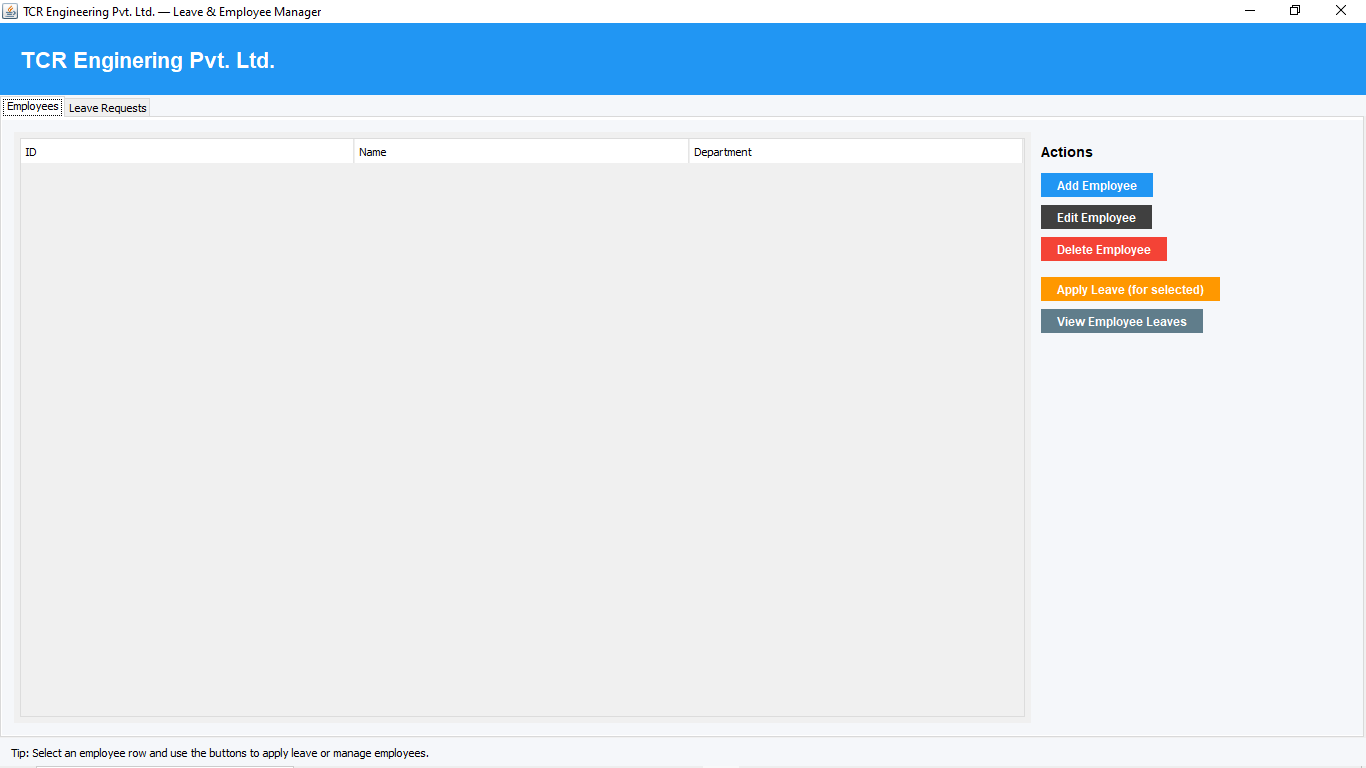 TCR Engineering Pvt. Ltd. — Leave & Employee Manager
TCR Enginering Pvt. Ltd.
Employees Leave Requests
ID Name Department
Actions
Add Employee
Edit Employee
Delete Employee
Apply Leave (for selected)
View Employee Leaves
Tip: Select an employee row and use the buttons to apply leave or manage employees.